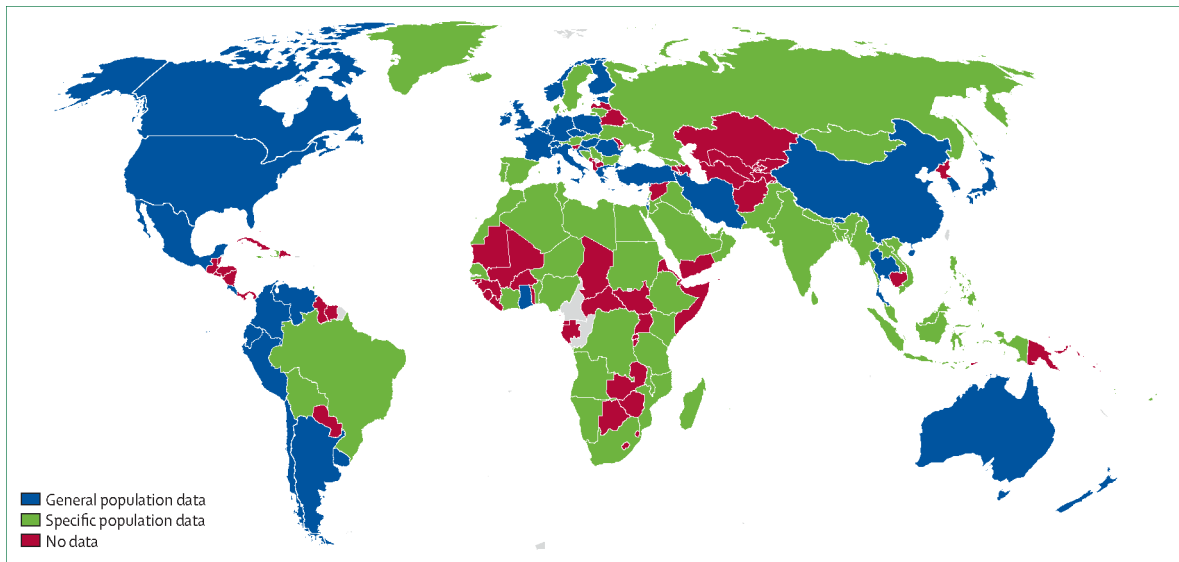 General population data
Specific population data
No data